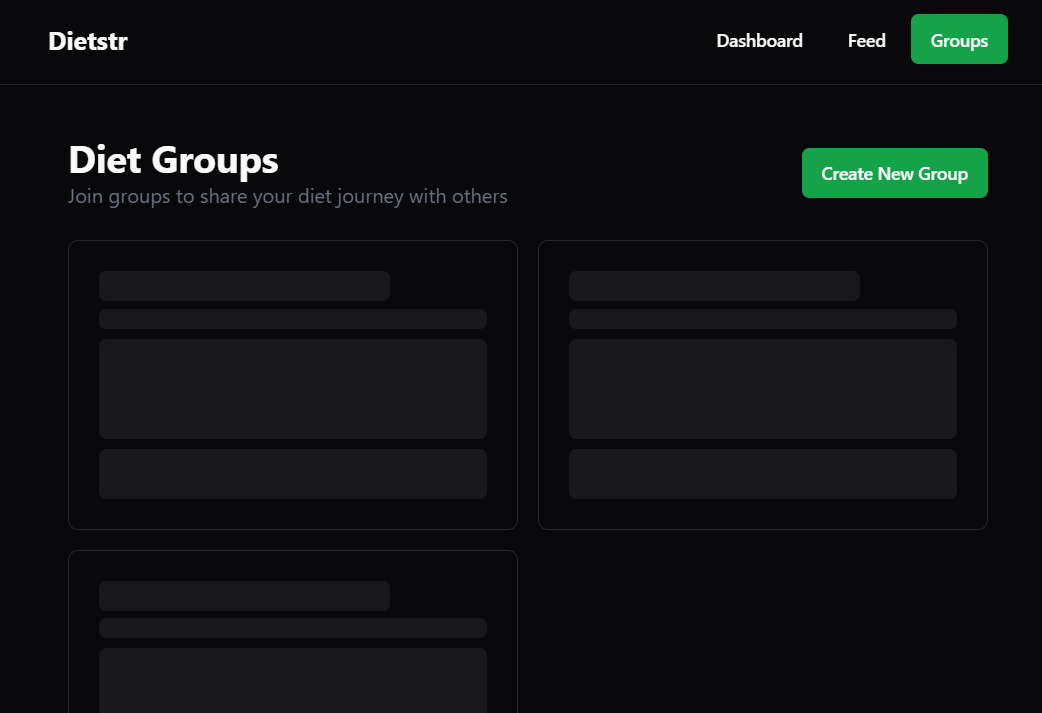 Dietstr
Dashboard
Feed
Groups
Diet Groups
Join groups to share your diet journey with others
Create New Group